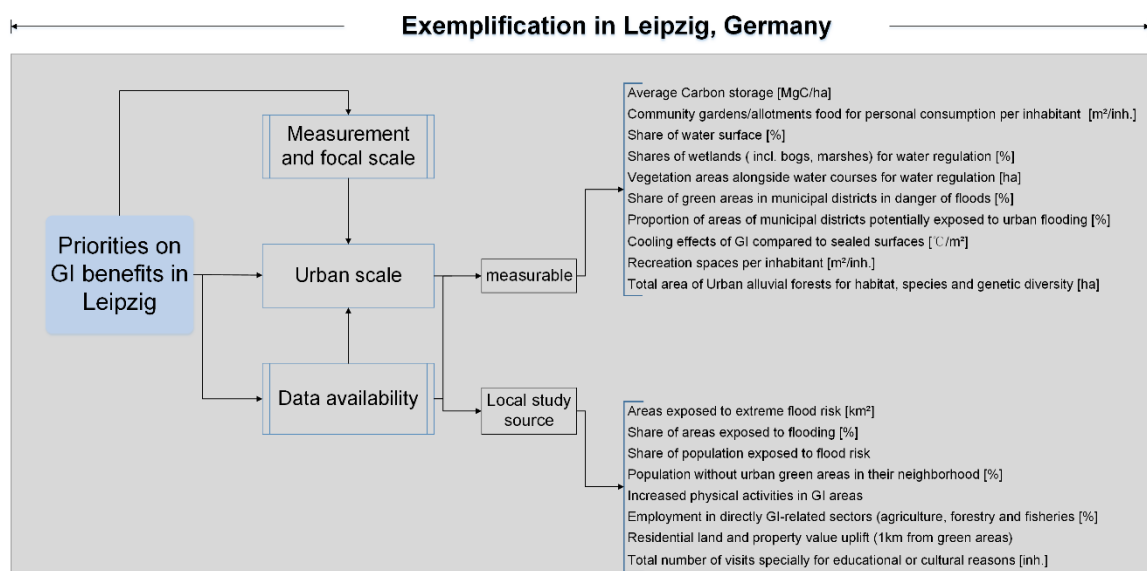 Exemplification in Leipzig, Germany
Priorities on
GI benefits in
Leipzig
Measurement
and focal scale
Urban scale
Data availability
measurable
Local study
source
Average Carbon storage [MgC/ha]
Community gardens/allotments food for personal consumption per inhabitant [m²/inh.]
Share of water surface [%]
Shares of wetlands ( incl. bogs, marshes) for water regulation [%]
Vegetation areas alongside water courses for water regulation [ha]
Share of green areas in municipal districts in danger of floods [%]
Proportion of areas of municipal districts potentially exposed to urban flooding [%]
Cooling effects of GI compared to sealed surfaces [℃/m²]
Recreation spaces per inhabitant [m²/inh.]
Total area of Urban alluvial forests for habitat, species and genetic diversity [ha]
Areas exposed to extreme flood risk [km²]
Share of areas exposed to flooding [%]
Share of population exposed to flood risk
Population without urban green areas in their neighborhood [%]
Increased physical activities in GI areas
Employment in directly GI-related sectors (agriculture, forestry and fisheries [%]
Residential land and property value uplift (1km from green areas)
Total number of visits specially for educational or cultural reasons [inh.]